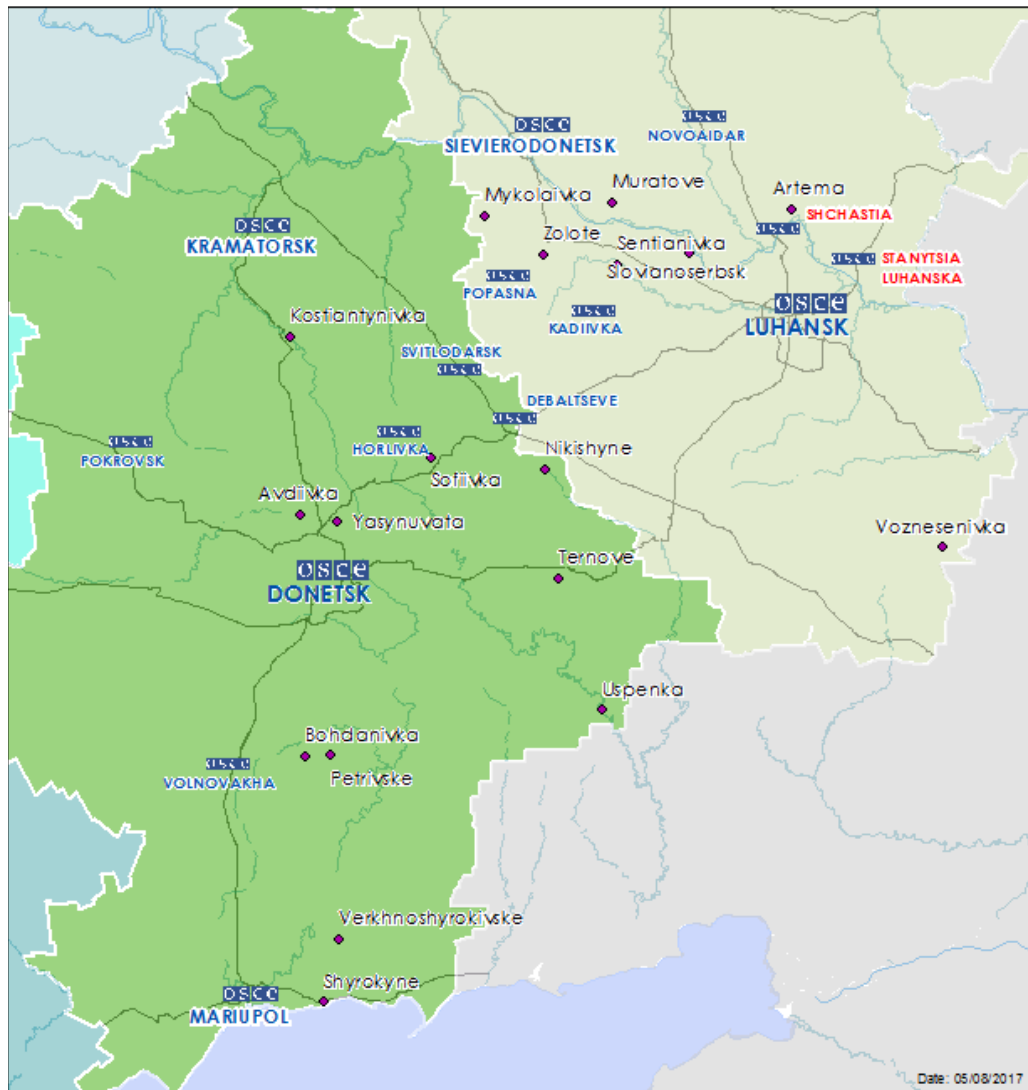 OSCE
NOVOAIDAR
OSCE
SIEVIERODONETSK
Mykolaivka
Muratove
Artema
SHCHASTIA
OSCE
OSCE
KRAMATORSK
Zolote
Sentianivka
Slovianoserbsk
OSCE
STANYTSIA
LUHANSKA
OSCE
POPASNA
OSCE
KADIIVKA
OSCE
LUHANSK
Kostiantynivka
SVITLODARSK
OSCE
DEBALTSEVE
OSCE
OSCE
POKROVSK
OSCE
HORLIVKA
Nikishyne
Sofiivka
Avdiivka
Yasynuvata
Voznesenivka
Ternove
OSCE
DONETSK
Uspenka
Bohdanivka
Petrivske
OSCE
VOLNOVAKHA
Verkhnoshyrokivske
Shyrokyne
OSCE
MARIUPOL
Date: 05/08/2017